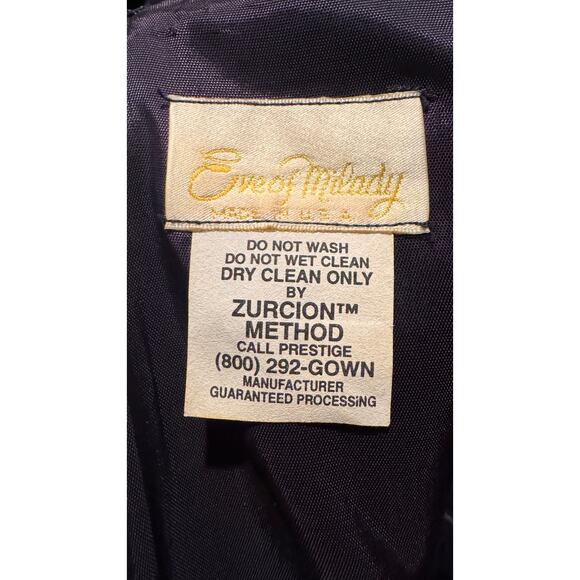 Eve of Milady
MADE IN U.S.A.
DO NOT WASH
DO NOT WET CLEAN
DRY CLEAN ONLY
BY
ZURCION™
METHOD
CALL PRESTIGE
(800) 292-GOWN
MANUFACTURER
GUARANTEED PROCESSiNG